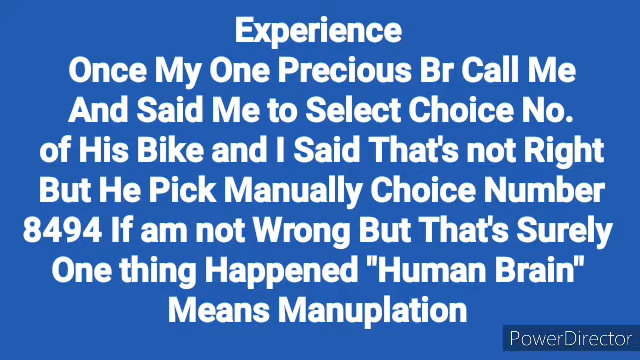 Experience
Once My One Precious Br Call Me
And Said Me to Select Choice No.
of His Bike and I Said That's not Right
But He Pick Manually Choice Number
8494 If am not Wrong But That's Surely
One thing Happened "Human Brain"
Means Manuplation
PowerDirector